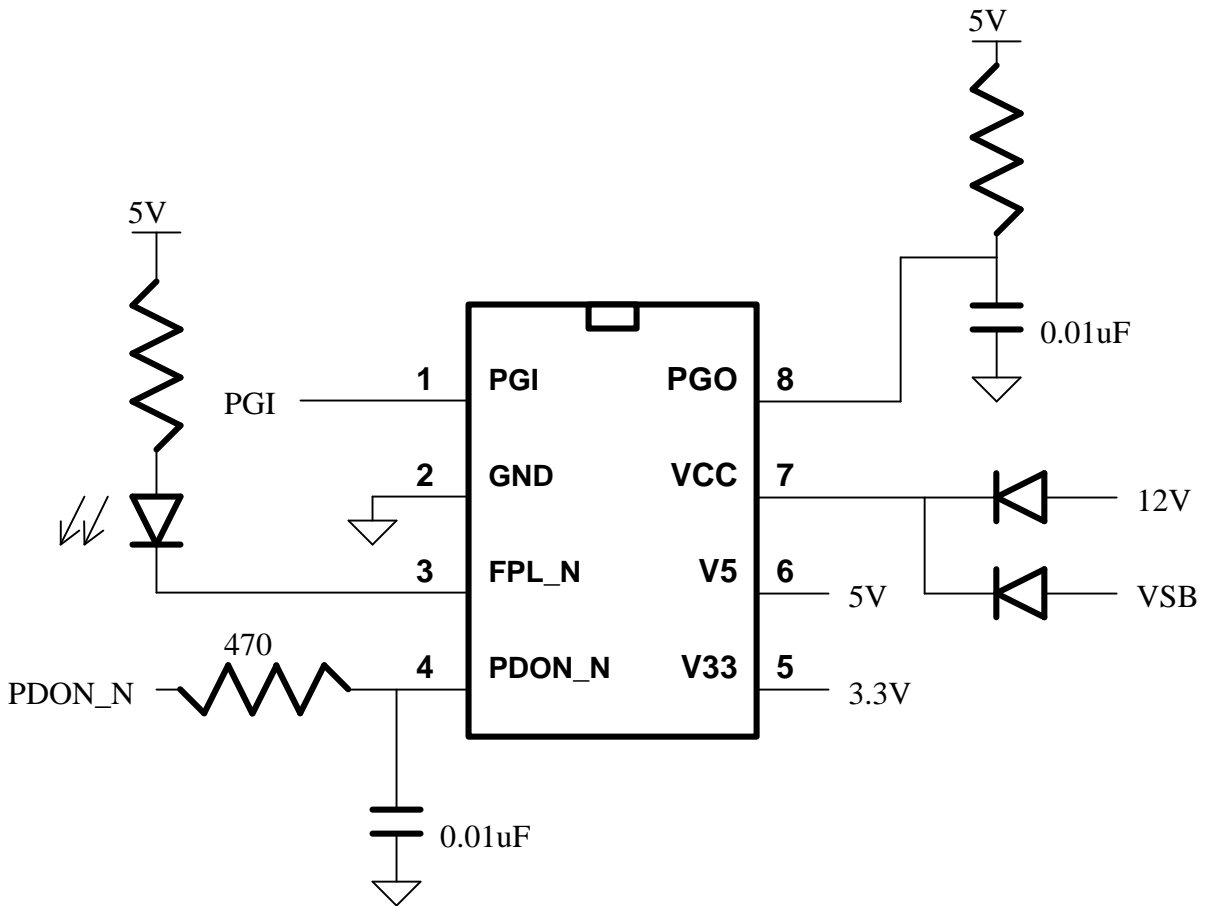 5V
5V
0.01uF
1 PGI PGO 8
PGI
2 GND VCC 7
12V
3 FPL_N V5 6
5V
VSB
470
4 PDON_N V33 5
PDON_N
3.3V
0.01uF